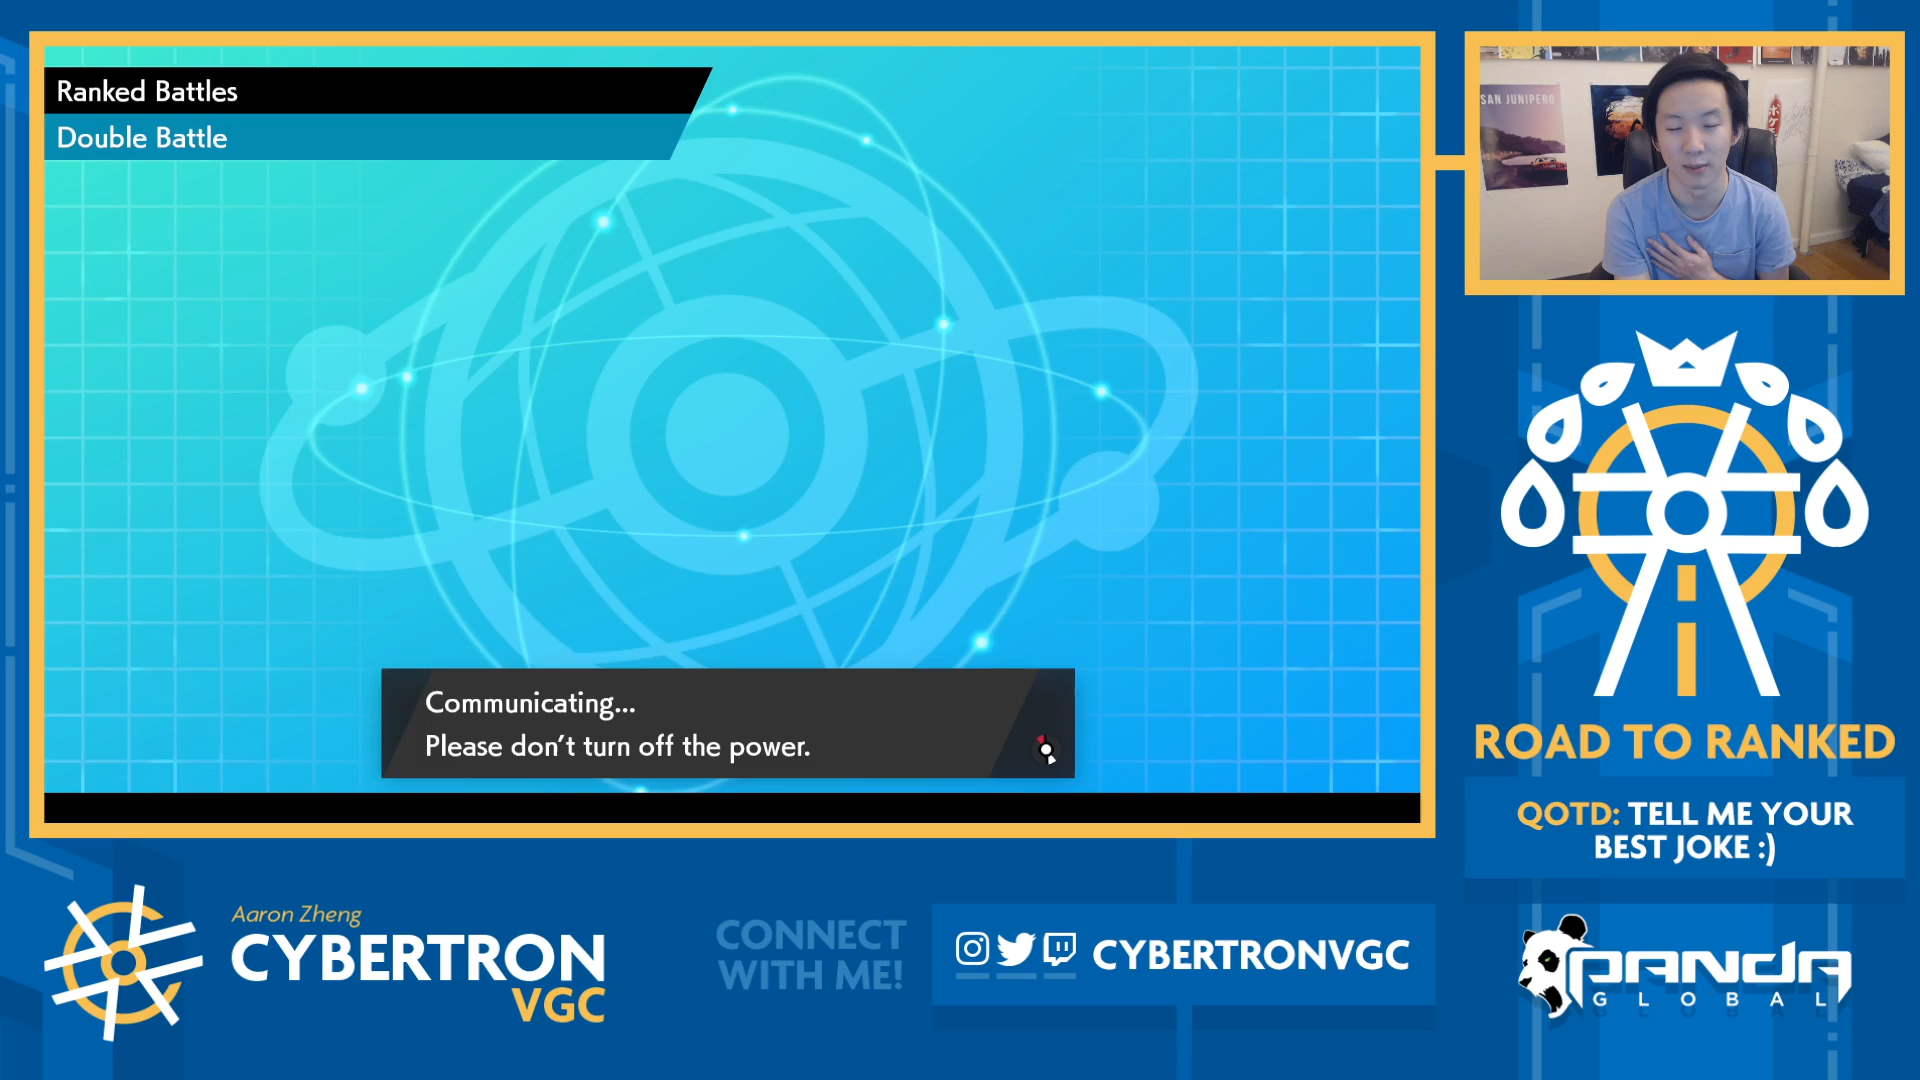 Ranked Battles
Double Battle
Communicating...
Please don't turn off the power.
SAN JUNIPERO
ROAD TO RANKED
QOTD: TELL ME YOUR
BEST JOKE :)
Aaron Zheng
CYBERTRON
VGC
CONNECT
WITH ME!
CYBERTRONVGC
PANDA
GLOBAL